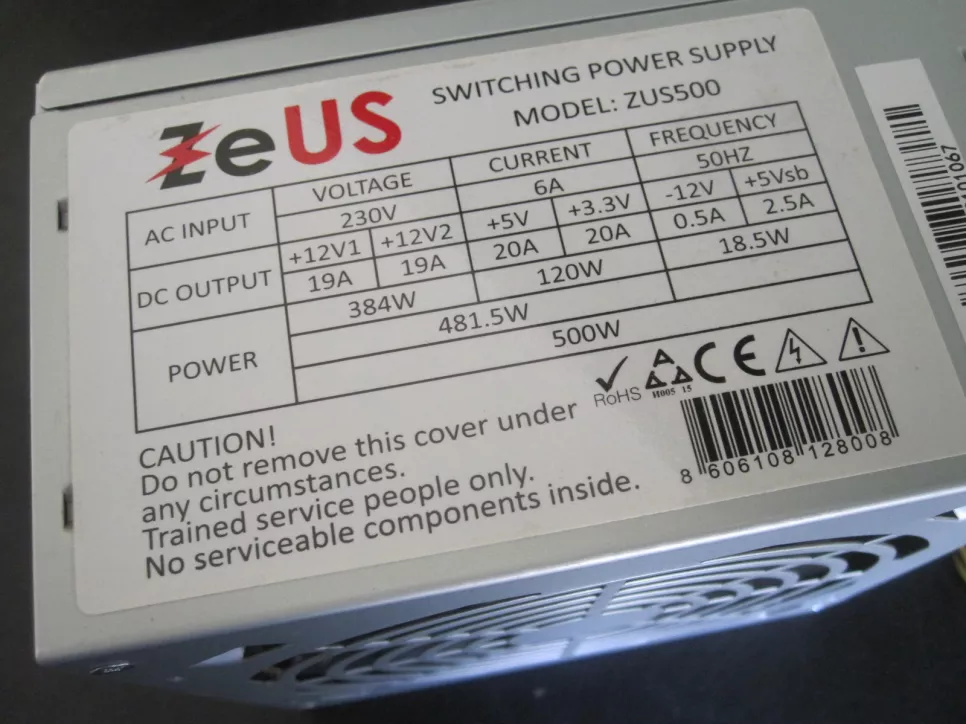 ZeUS
SWITCHING POWER SUPPLY
MODEL: ZUS500
VOLTAGE CURRENT FREQUENCY
AC INPUT 230V 6A 50HZ
DC OUTPUT +12V1 +12V2 +5V +3.3V -12V +5Vsb
19A 19A 20A 20A 0.5A 2.5A
POWER 384W 120W 18.5W
481.5W
500W
RoHS
A
A A
H005 15
CE
CAUTION!
Do not remove this cover under
any circumstances.
Trained service people only.
No serviceable components inside.
8 606108 128008